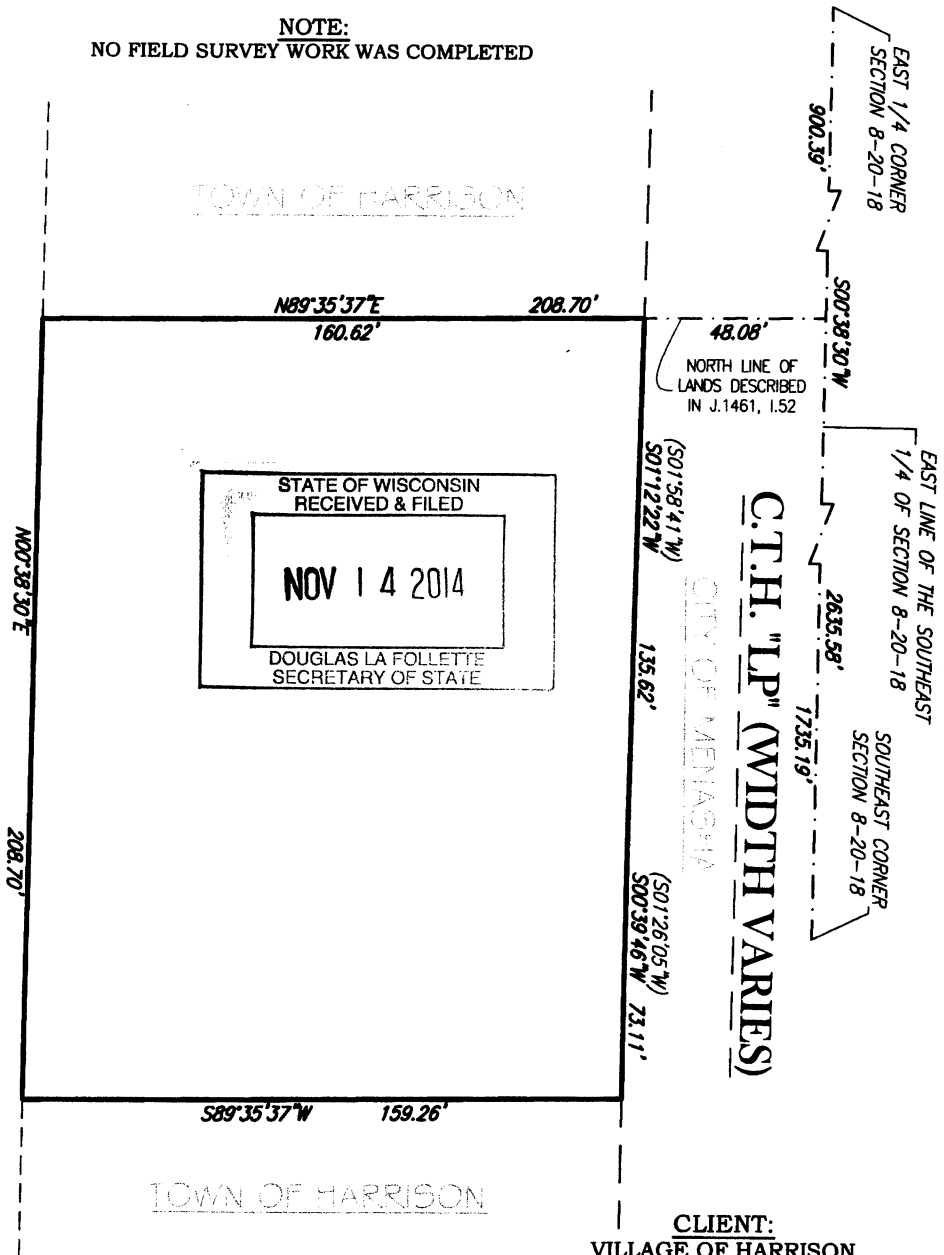 NOTE:
NO FIELD SURVEY WORK WAS COMPLETED
EAST 1/4 CORNER
SECTION 8-20-18
900.39'
TOWN OF HARRISON
S00°38'30"W
N89°35'37"E 208.70'
160.62'
48.08'
NORTH LINE OF
LANDS DESCRIBED
IN J.1461, I.52
EAST LINE OF THE SOUTHEAST
1/4 OF SECTION 8-20-18
(S01°58'41"W)
S01°12'22"W 135.62'
STATE OF WISCONSIN
RECEIVED & FILED
NOV 14 2014
DOUGLAS LA FOLLETTE
SECRETARY OF STATE
C.T.H. "LP" (WIDTH VARIES)
CITY OF MENASHA
2635.58'
1735.19'
SOUTHEAST CORNER
SECTION 8-20-18
N00°38'30"E 208.70'
(S01°26'05"W)
S00°39'46"W 73.11'
S89°35'37"W 159.26'
TOWN OF HARRISON
CLIENT:
VILLAGE OF HARRISON